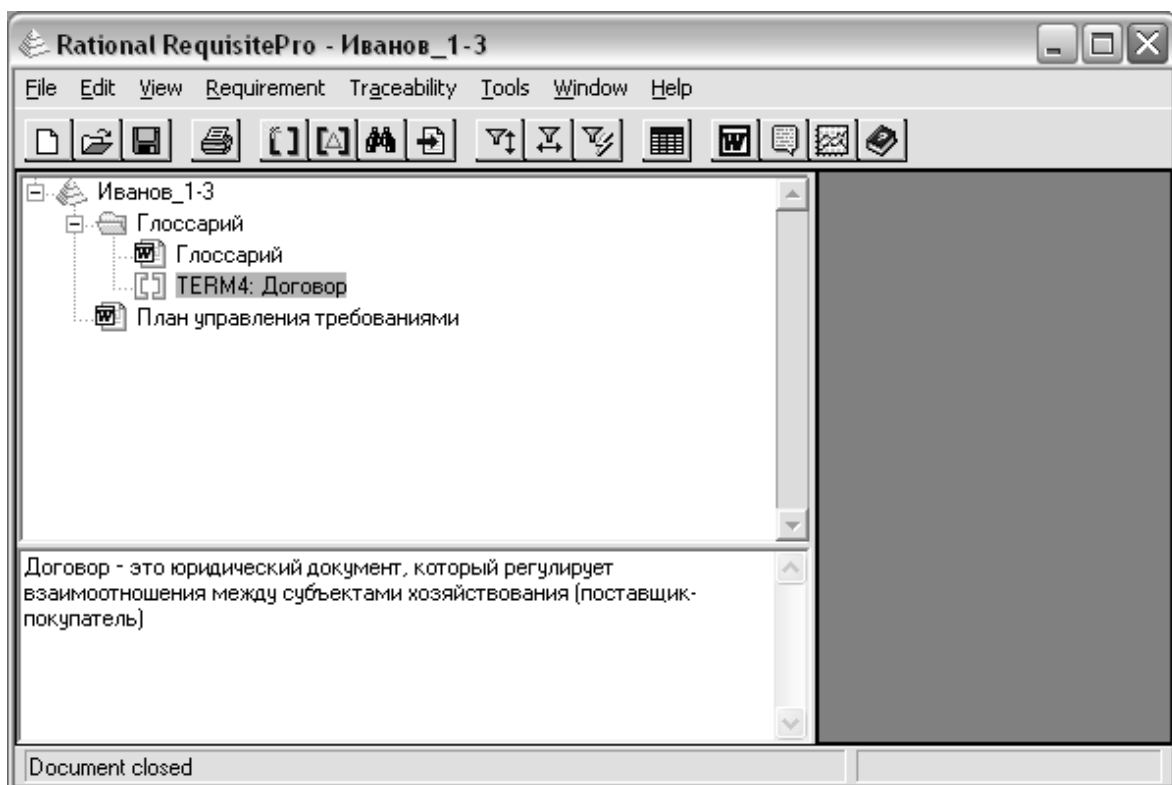 Rational RequisitePro - Иванов_1-3
File Edit View Requirement Traceability Tools Window Help
Иванов_1-3
Глоссарий
Глоссарий
TERM4: Договор
План управления требованиями
Договор - это юридический документ, который регулирует
взаимоотношения между субъектами хозяйствования (поставщик-
покупатель)
Document closed